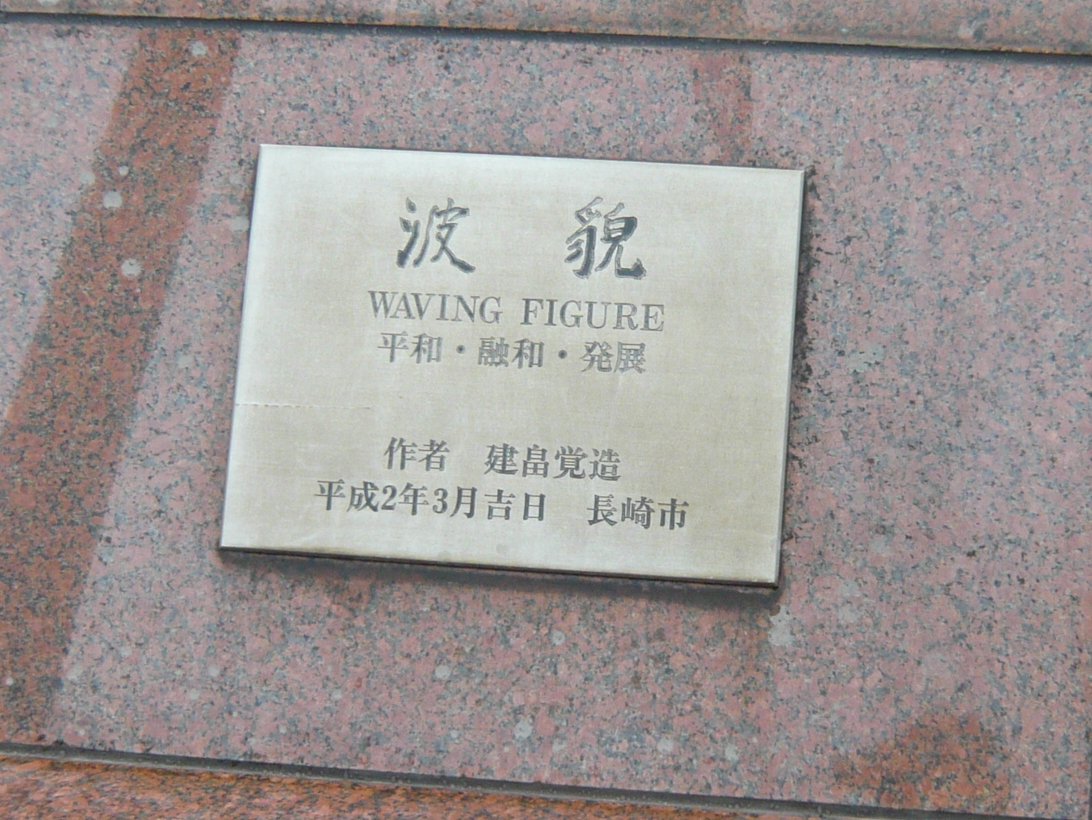 波貌
WAVING FIGURE
平和・融和・発展
作者 建畠覚造
平成2年3月吉日 長崎市